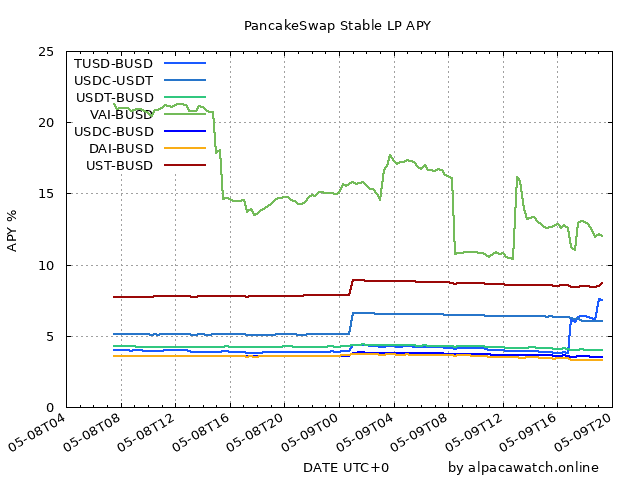 PancakeSwap Stable LP APY
25
20
15
10
5
0
APY %
TUSD-BUSD
USDC-USDT
USDT-BUSD
VAI-BUSD
USDC-BUSD
DAI-BUSD
UST-BUSD
05-08T04
05-08T08
05-08T12
05-08T16
05-08T20
05-09T00
05-09T04
05-09T08
05-09T12
05-09T16
05-09T20
DATE UTC+0
by alpacawatch.online